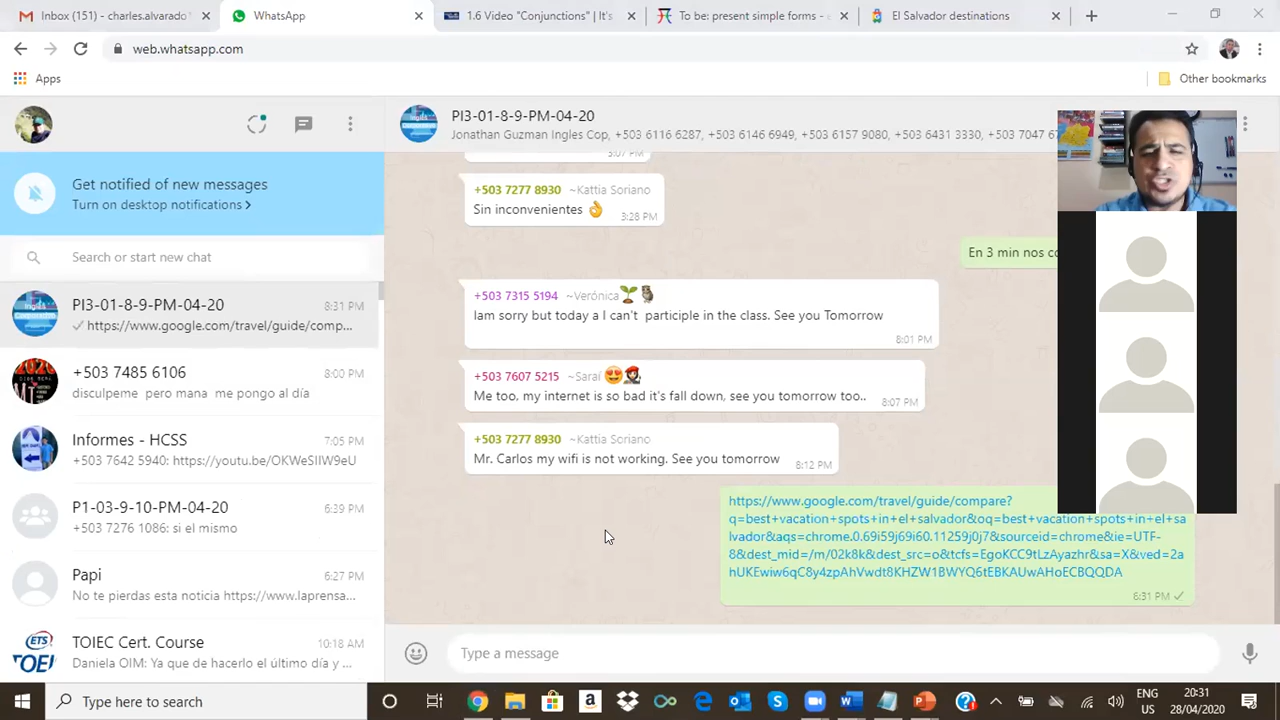 Inbox (151) - charles.alvarado
WhatsApp
1.6 Video "Conjunctions" | It's
To be: present simple forms - e
El Salvador destinations
web.whatsapp.com
Apps
Other bookmarks
PI3-01-8-9-PM-04-20
Jonathan Guzman Ingles Cop, +503 6116 6287, +503 6146 6949, +503 6157 9080, +503 6431 3330, +503 7047 6
Get notified of new messages
Turn on desktop notifications >
Search or start new chat
PI3-01-8-9-PM-04-20
8:31 PM
https://www.google.com/travel/guide/comp...
+503 7485 6106
8:00 PM
disculpeme pero mana me pongo al día
Informes - HCSS
7:05 PM
+503 7642 5940: https://youtu.be/OKWeSIIW9eU
P1-03-9-10-PM-04-20
6:39 PM
+503 7276 1086: si el mismo
Papi
6:27 PM
No te pierdas esta noticia https://www.laprensa...
TOIEC Cert. Course
10:18 AM
Daniela OIM: Ya que de hacerlo el último día y ...
3:07 PM
+503 7277 8930 ~Kattia Soriano
Sin inconvenientes 👌
3:28 PM
En 3 min nos co
+503 7315 5194 ~Verónica🌱🦉
Iam sorry but today a I can't participle in the class. See you Tomorrow
8:01 PM
+503 7607 5215 ~Saraí
Me too, my internet is so bad it's fall down, see you tomorrow too..
8:07 PM
+503 7277 8930 ~Kattia Soriano
Mr. Carlos my wifi is not working. See you tomorrow
8:12 PM
https://www.google.com/travel/guide/compare?
q=best+vacation+spots+in+el+salvador&oq=best+vacation+spots+in+el+sa
lvador&aqs=chrome.0.69i59j69i60.11259j0j7&sourceid=chrome&ie=UTF-
8&dest_mid=/m/02k8k&dest_src=o&tcfs=EgoKCC9tLzAyazhr&sa=X&ved=2a
hUKEwiw6qC8y4zpAhVwdt8KHZW1BWYQ6tEBKAUwAHoECBQQDA
6:31 PM
Type a message
Type here to search
ENG
US
20:31
28/04/2020